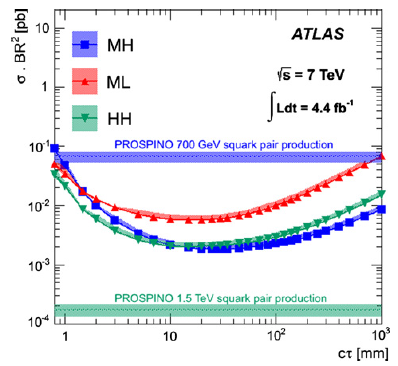 σ . BR² [pb]
10
1
10⁻¹
10⁻²
10⁻³
10⁻⁴
MH
ML
HH
ATLAS
√s = 7 TeV
∫ Ldt = 4.4 fb⁻¹
PROSPINO 700 GeV squark pair production
PROSPINO 1.5 TeV squark pair production
1
10
10²
10³
cτ [mm]